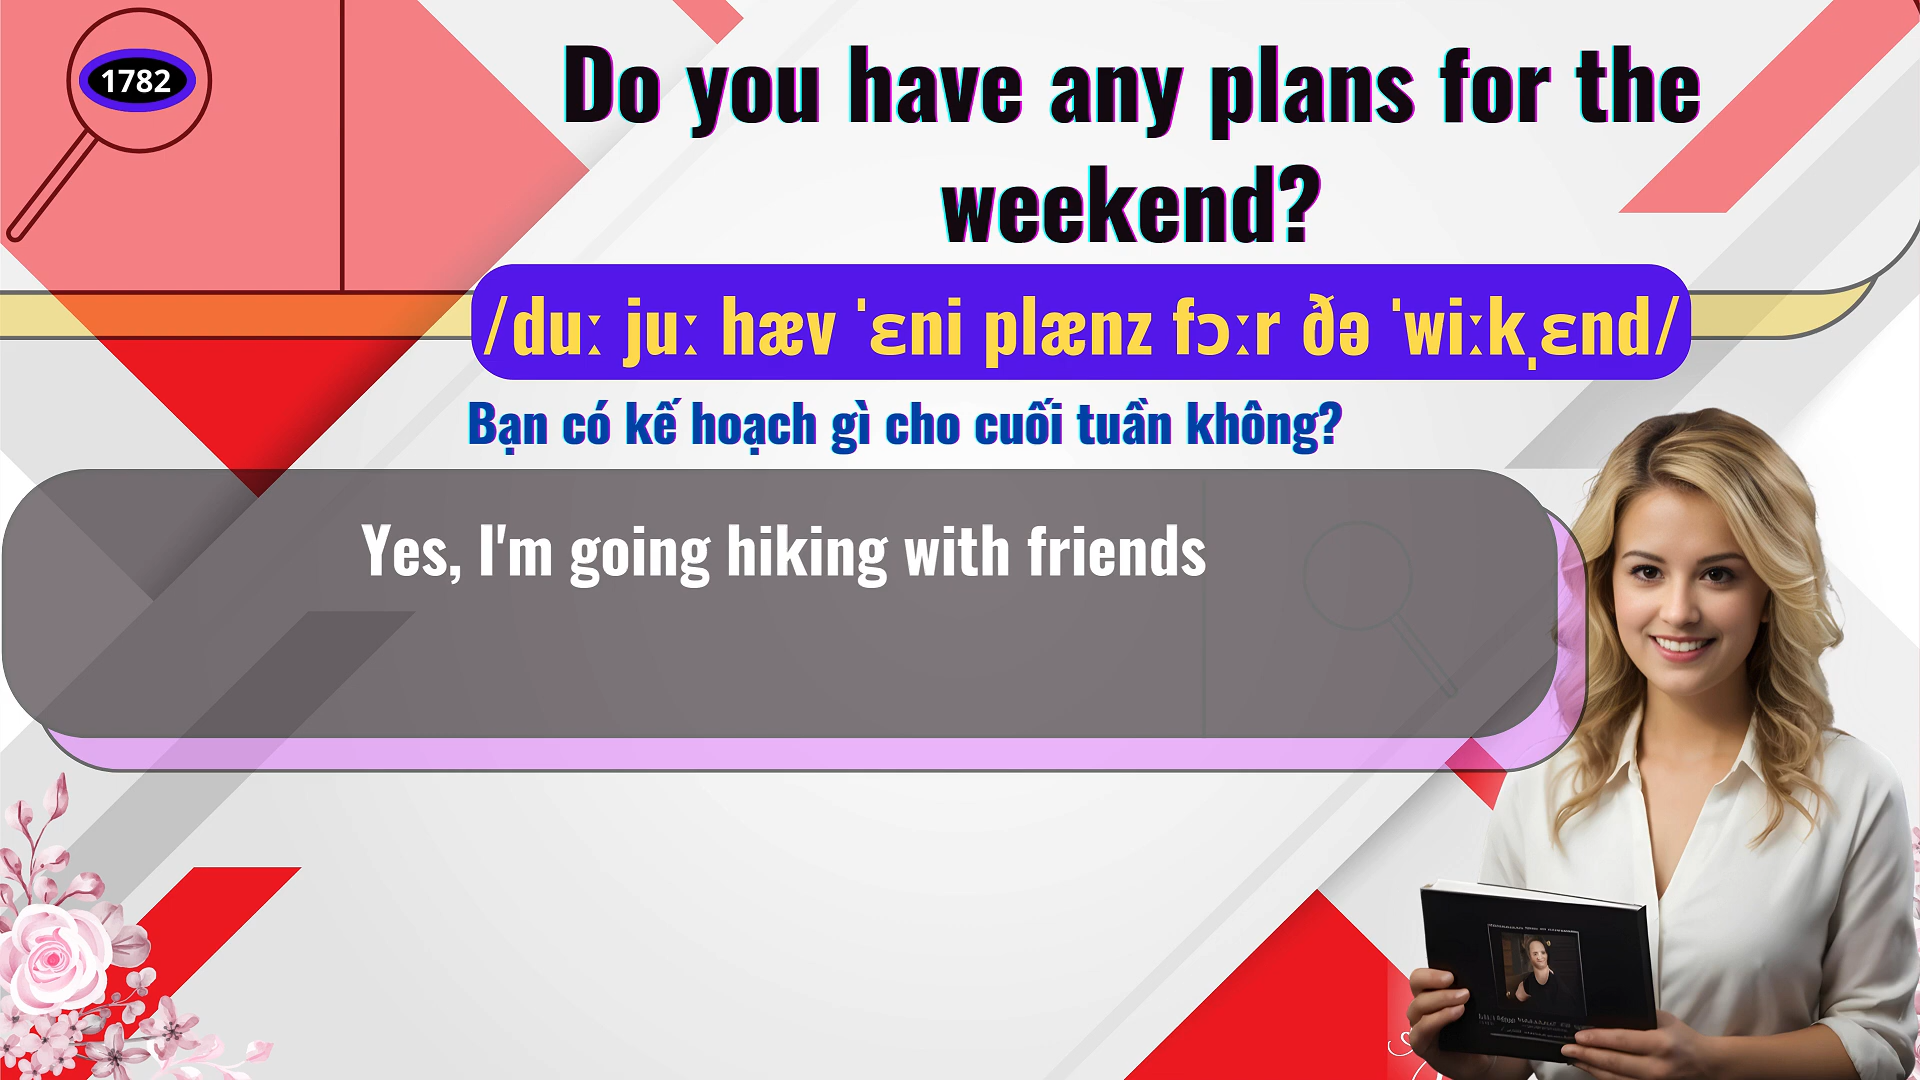 1782
Do you have any plans for the
weekend?
/duː juː hæv ˈɛni plænz fɔːr ðə ˈwiːkˌɛnd/
Bạn có kế hoạch gì cho cuối tuần không?
Yes, I'm going hiking with friends